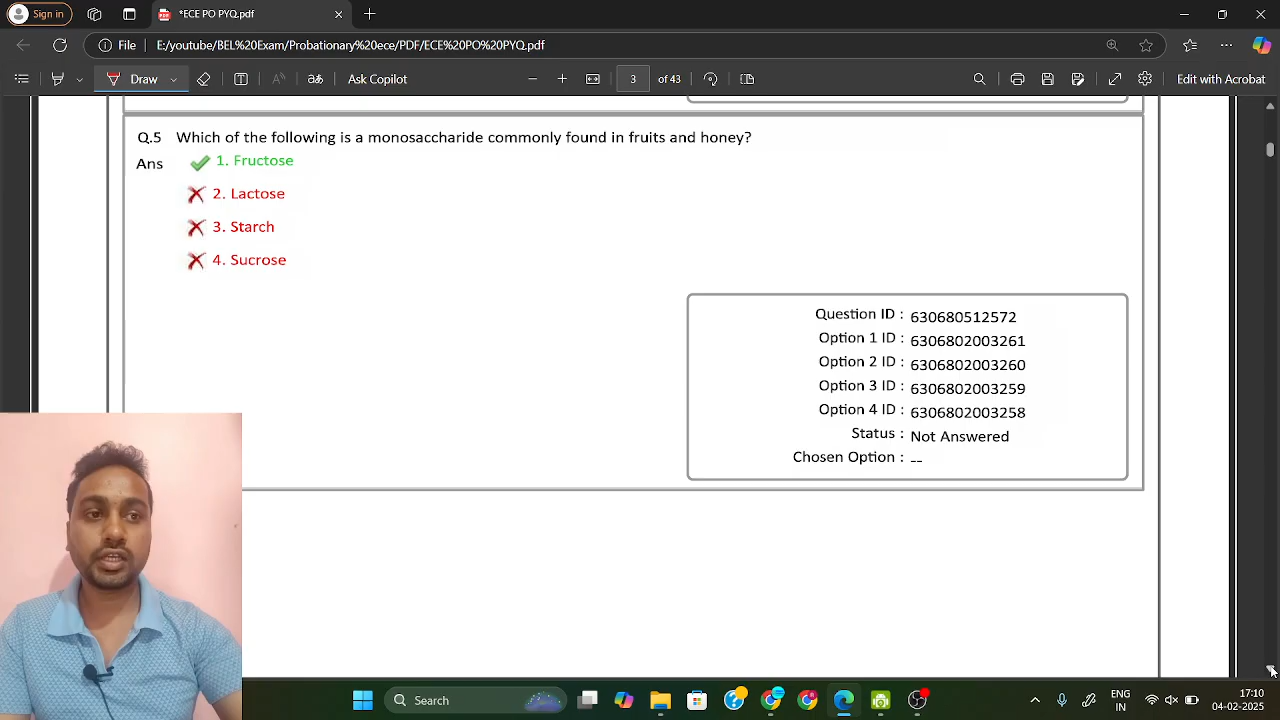 Sign in
*ECE PO PYQ.pdf
File
E:/youtube/BEL%20Exam/Probationary%20ece/PDF/ECE%20PO%20PYQ.pdf
Draw
Ask Copilot
3
of 43
Edit with Acrobat
Q.5 Which of the following is a monosaccharide commonly found in fruits and honey?
Ans 1. Fructose
2. Lactose
3. Starch
4. Sucrose
Question ID : 630680512572
Option 1 ID : 6306802003261
Option 2 ID : 6306802003260
Option 3 ID : 6306802003259
Option 4 ID : 6306802003258
Status : Not Answered
Chosen Option : --
Search
ENG
IN
17:10
04-02-2025